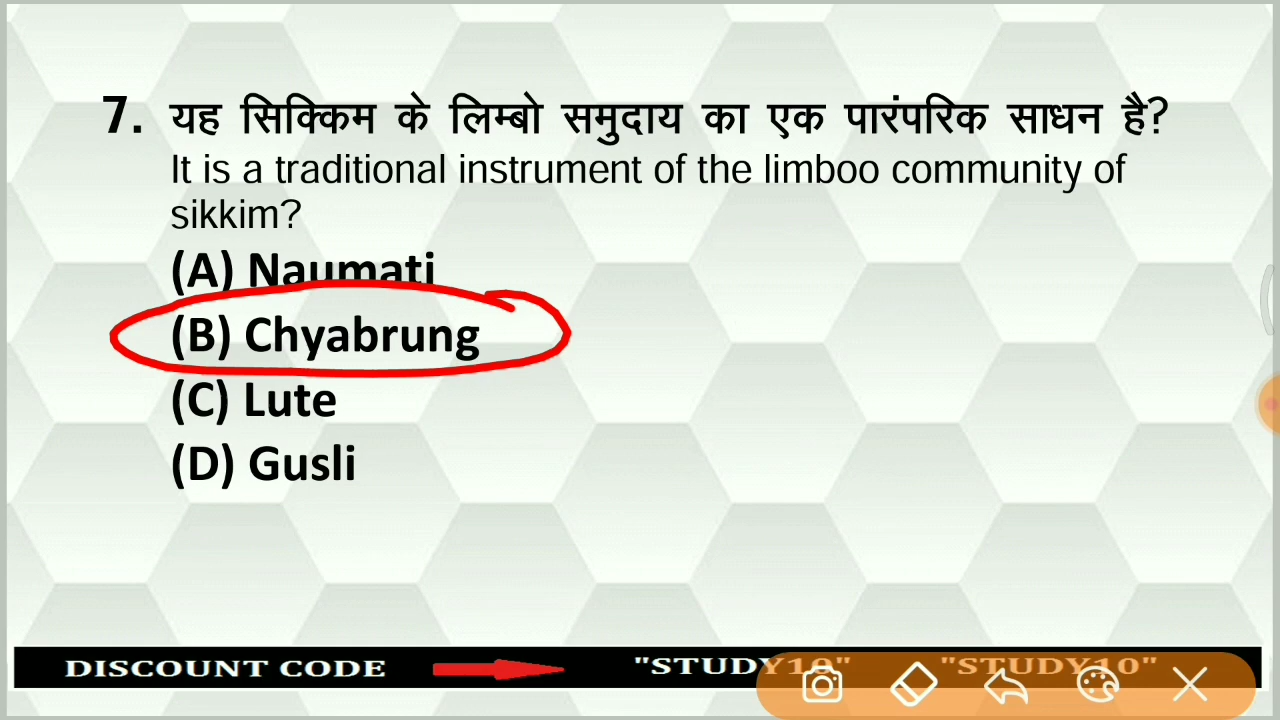 7. यह सिक्किम के लिम्बो समुदाय का एक पारंपरिक साधन है?
It is a traditional instrument of the limboo community of
sikkim?
(A) Naumati
(B) Chyabrung
(C) Lute
(D) Gusli
DISCOUNT CODE "STUDY10" "STUDY10"